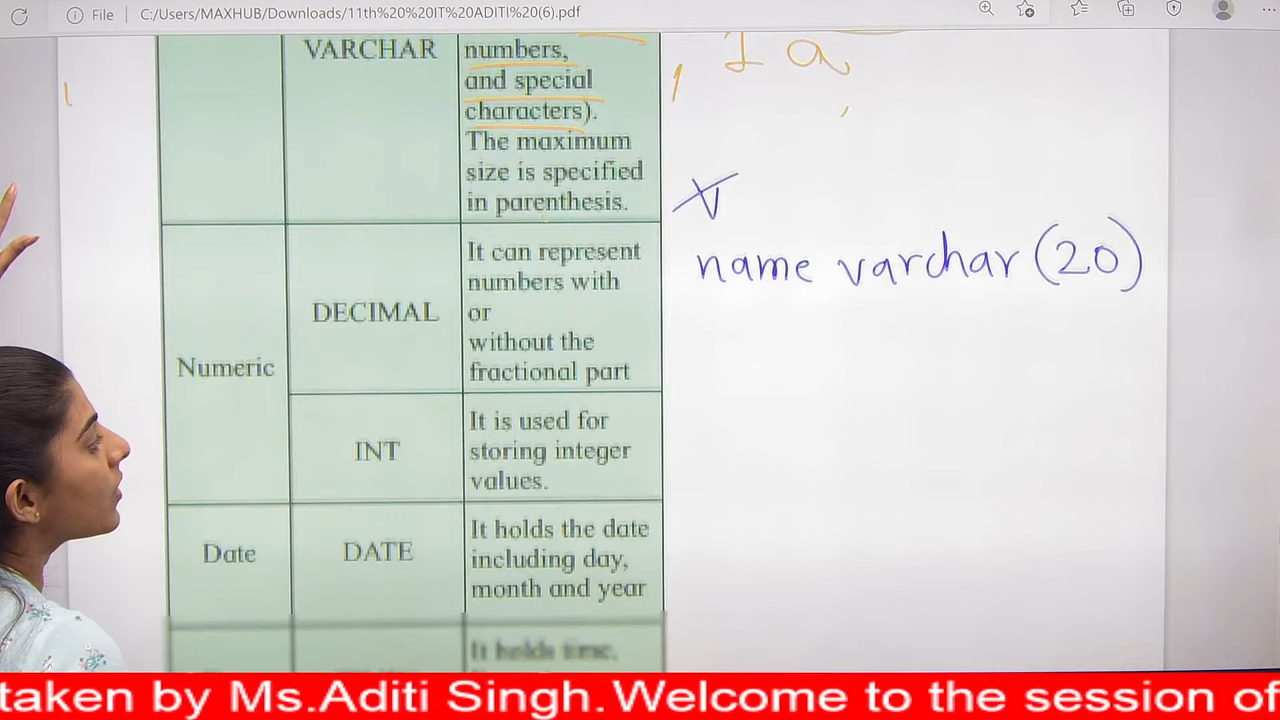 File C:/Users/MAXHUB/Downloads/11th%20%20IT%20ADITI%20(6).pdf
VARCHAR
numbers,
and special
characters).
The maximum
size is specified
in parenthesis.
1 a,
name varchar (20)
Numeric
DECIMAL
It can represent
numbers with
or
without the
fractional part
INT
It is used for
storing integer
values.
Date
DATE
It holds the date
including day,
month and year
It holds time.
taken by Ms.Aditi Singh.Welcome to the session of